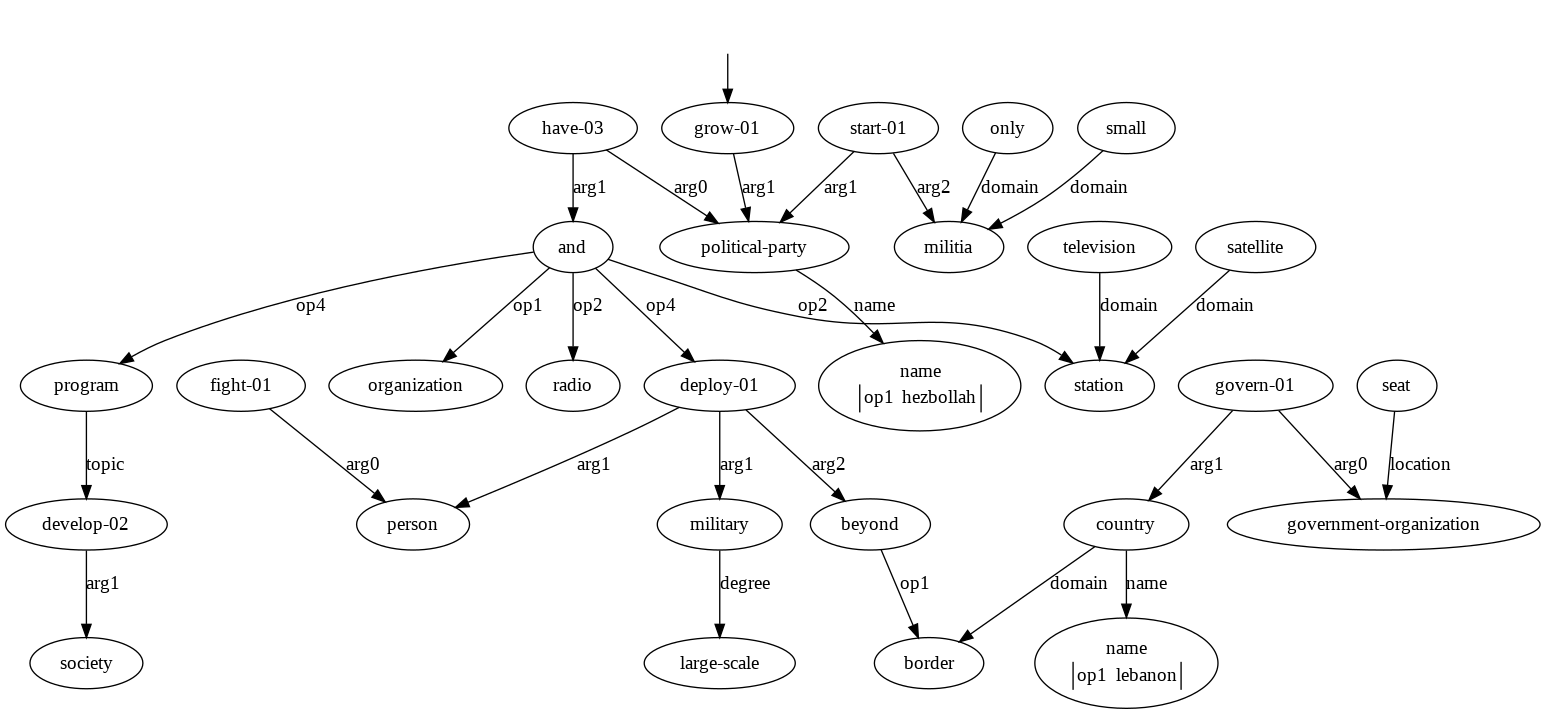 have-03 grow-01 start-01 only small
arg1 arg0 arg1 arg1 arg2 domain domain
and political-party militia television satellite
op4 op1 op2 op4 op2 name domain domain
program fight-01 organization radio deploy-01 name station govern-01 seat
op1 hezbollah
topic arg0 arg1 arg1 arg2 arg1 arg0 location
develop-02 person military beyond country government-organization
arg1 degree op1 domain name
society large-scale border name
op1 lebanon